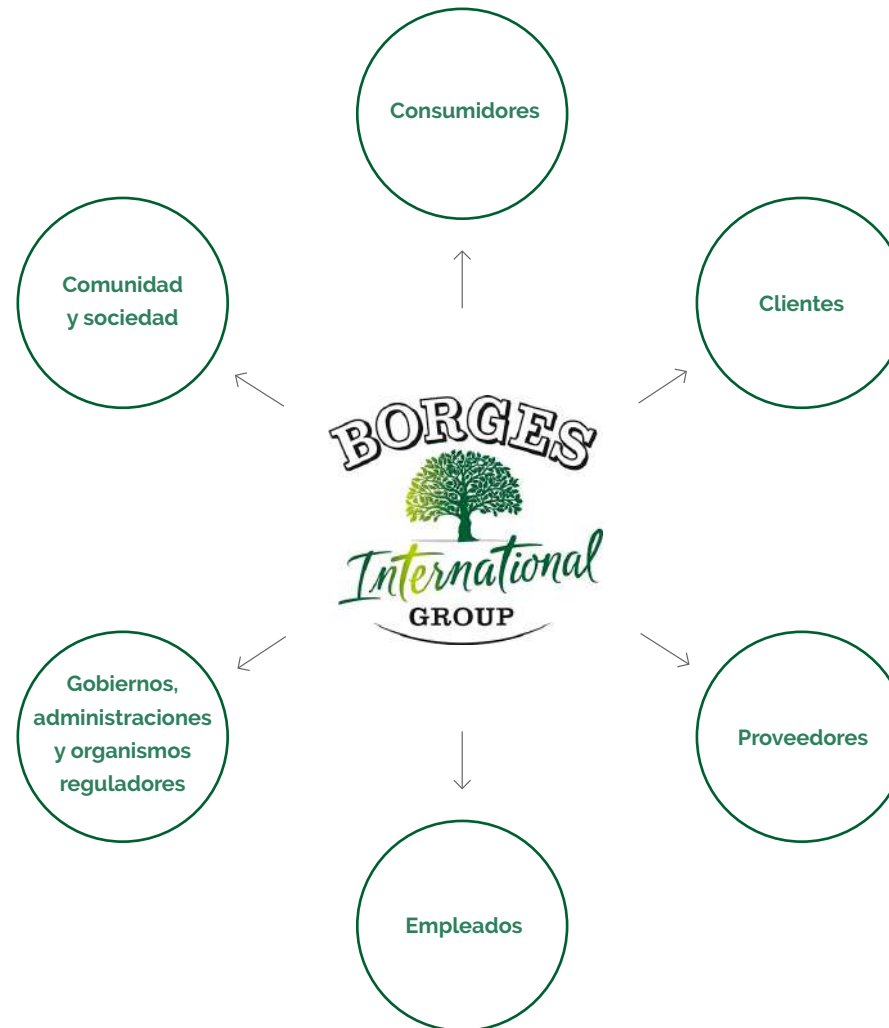 Consumidores
Comunidad
y sociedad
Clientes
BORGES
International
GROUP
Gobiernos,
administraciones
y organismos
reguladores
Proveedores
Empleados